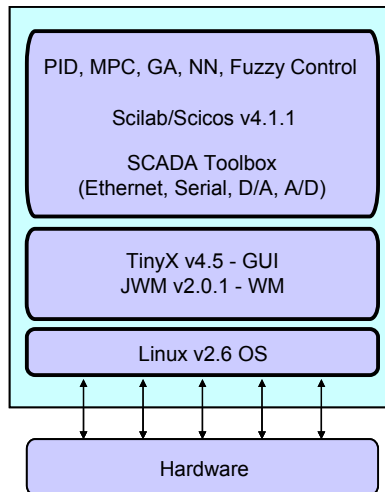 PID, MPC, GA, NN, Fuzzy Control
Scilab/Scicos v4.1.1
SCADA Toolbox
(Ethernet, Serial, D/A, A/D)
TinyX v4.5 - GUI
JWM v2.0.1 - WM
Linux v2.6 OS
Hardware